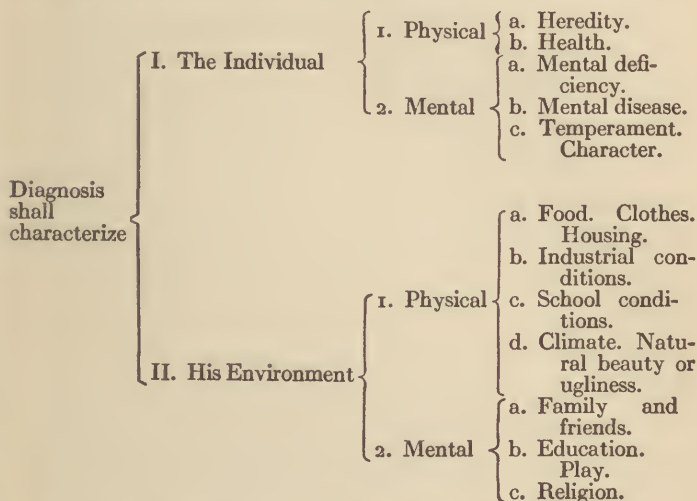 1. Physical
a. Heredity.
b. Health.
I. The Individual
a. Mental defi-
ciency.
2. Mental
b. Mental disease.
c. Temperament.
Character.
Diagnosis
shall
characterize
a. Food. Clothes.
Housing.
b. Industrial con-
ditions.
1. Physical
c. School condi-
tions.
d. Climate. Natu-
ral beauty or
ugliness.
II. His Environment
a. Family and
friends.
2. Mental
b. Education.
Play.
c. Religion.